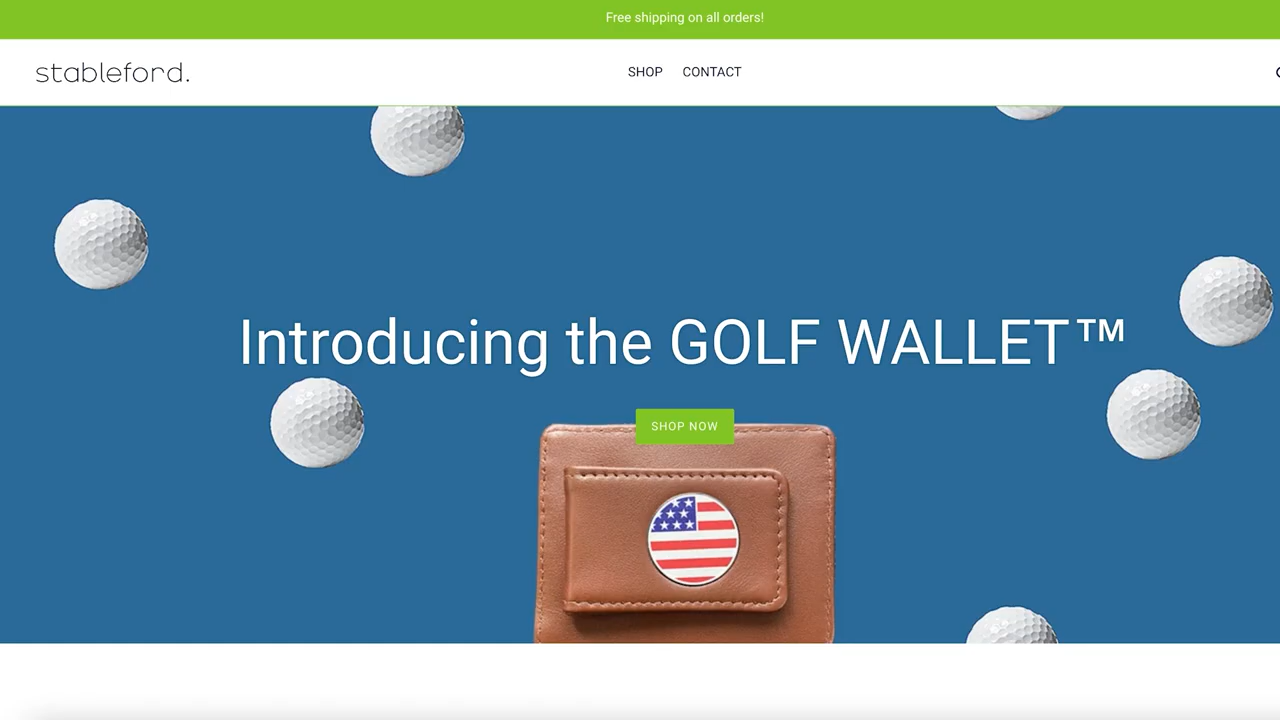 Free shipping on all orders!
stableford.
SHOP CONTACT
Introducing the GOLF WALLET™
SHOP NOW